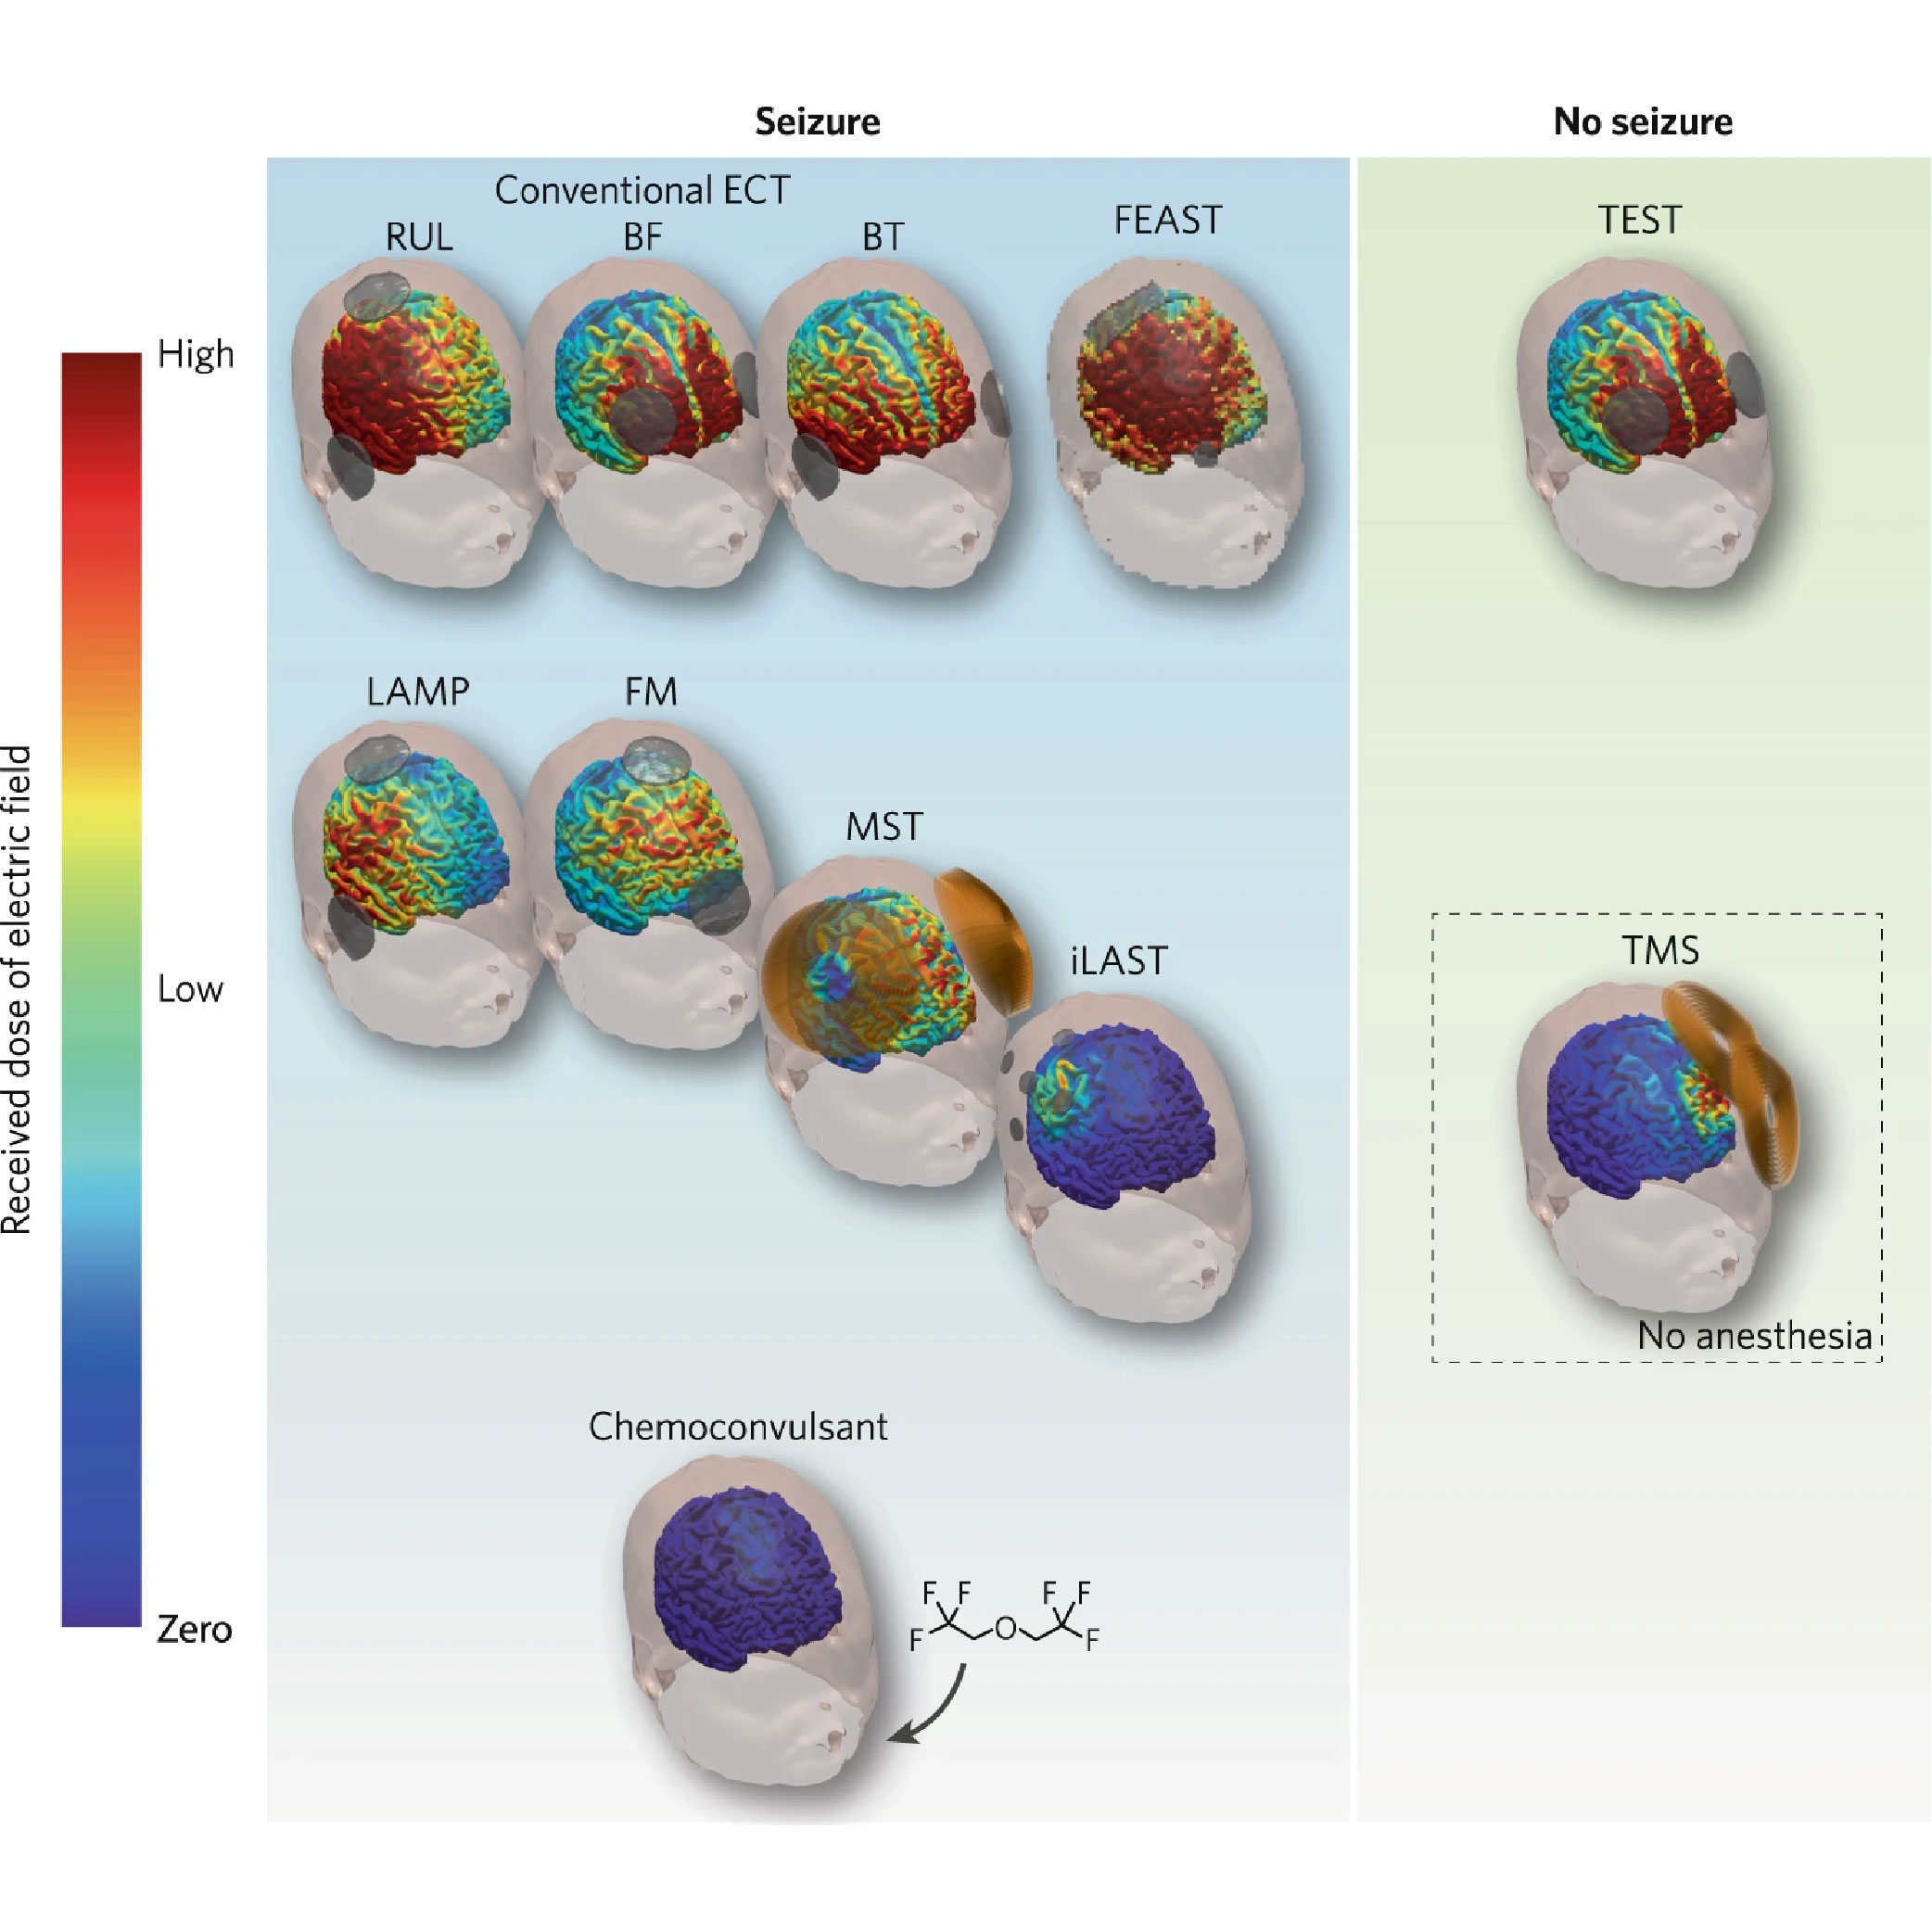 Seizure
No seizure
Conventional ECT
RUL
BF
BT
FEAST
TEST
High
LAMP
FM
MST
iLAST
TMS
Received dose of electric field
Low
No anesthesia
Chemoconvulsant
F F F F
F O F
Zero